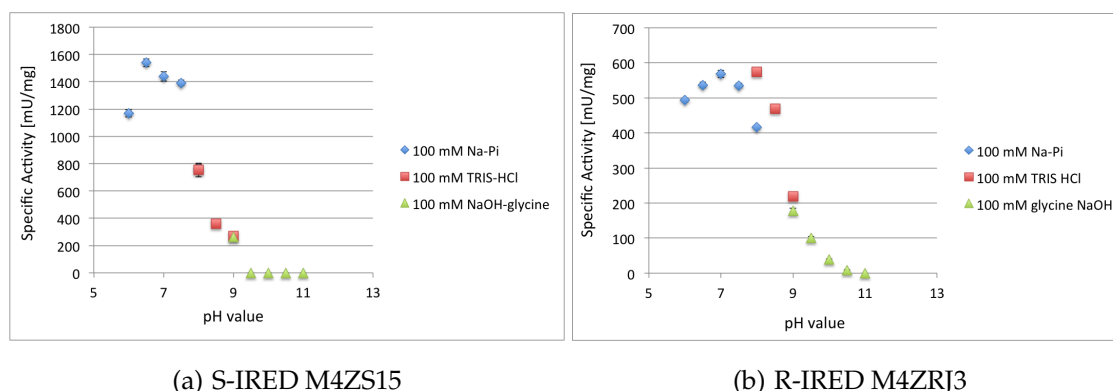 1800
1600
1400
1200
1000
800
600
400
200
0
5 7 9 11 13
Specific Activity [mU/mg]
pH value
100 mM Na-Pi
100 mM TRIS-HCl
100 mM NaOH-glycine
(a) S-IRED M4ZS15
700
600
500
400
300
200
100
0
5 7 9 11 13
Specific Activity [mU/mg]
pH value
100 mM Na-Pi
100 mM TRIS HCl
100 mM glycine NaOH
(b) R-IRED M4ZRJ3